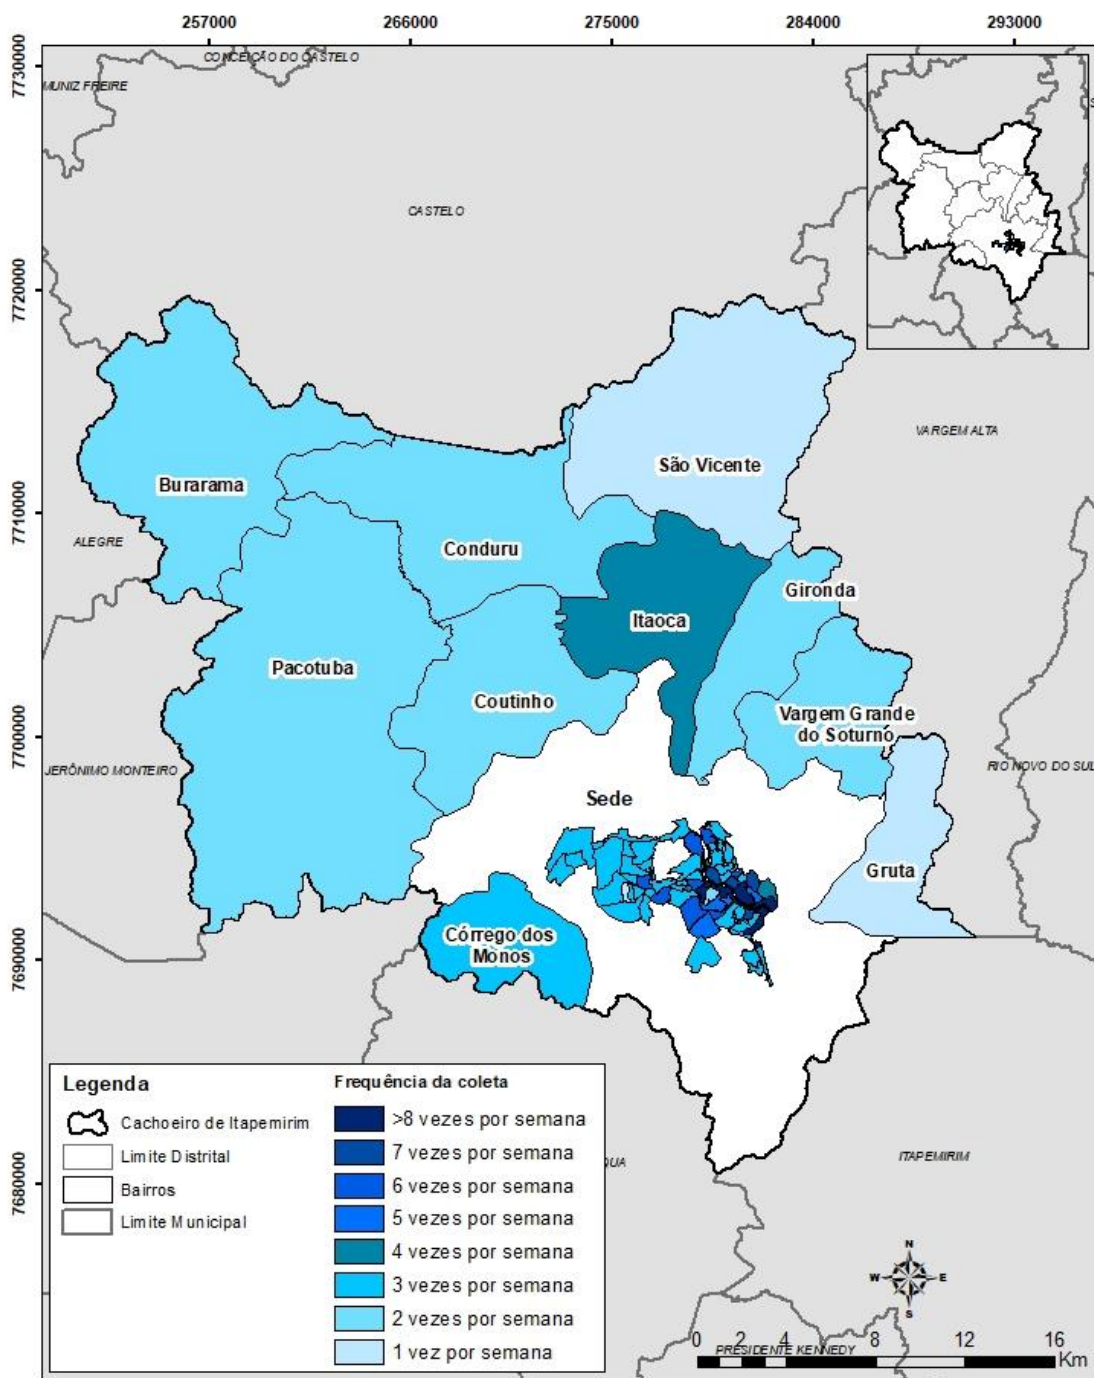 257000 266000 275000 284000 293000
7730000
7720000
7710000
7700000
7690000
7680000
CONCEIÇÃO DO CASTELO
MUNIZ FREIRE
CASTELO
VARGEM ALTA
São Vicente
Burarama
ALEGRE
Conduru
Gironda
Itaoca
Pacotuba
Coutinho
Vargem Grande
do Soturno
JERÔNIMO MONTEIRO
RIO NOVO DO SUL
Sede
Gruta
Córrego dos
Monos
Legenda
Cachoeiro de Itapemirim
Limite Distrital
Bairros
Limite Municipal
Frequência da coleta
>8 vezes por semana
7 vezes por semana
6 vezes por semana
5 vezes por semana
4 vezes por semana
3 vezes por semana
2 vezes por semana
1 vez por semana
QUA
ITAPEMIRIM
N
W E
S
0 2 4 8 12 16
Km
PRESIDENTE KENNEDY